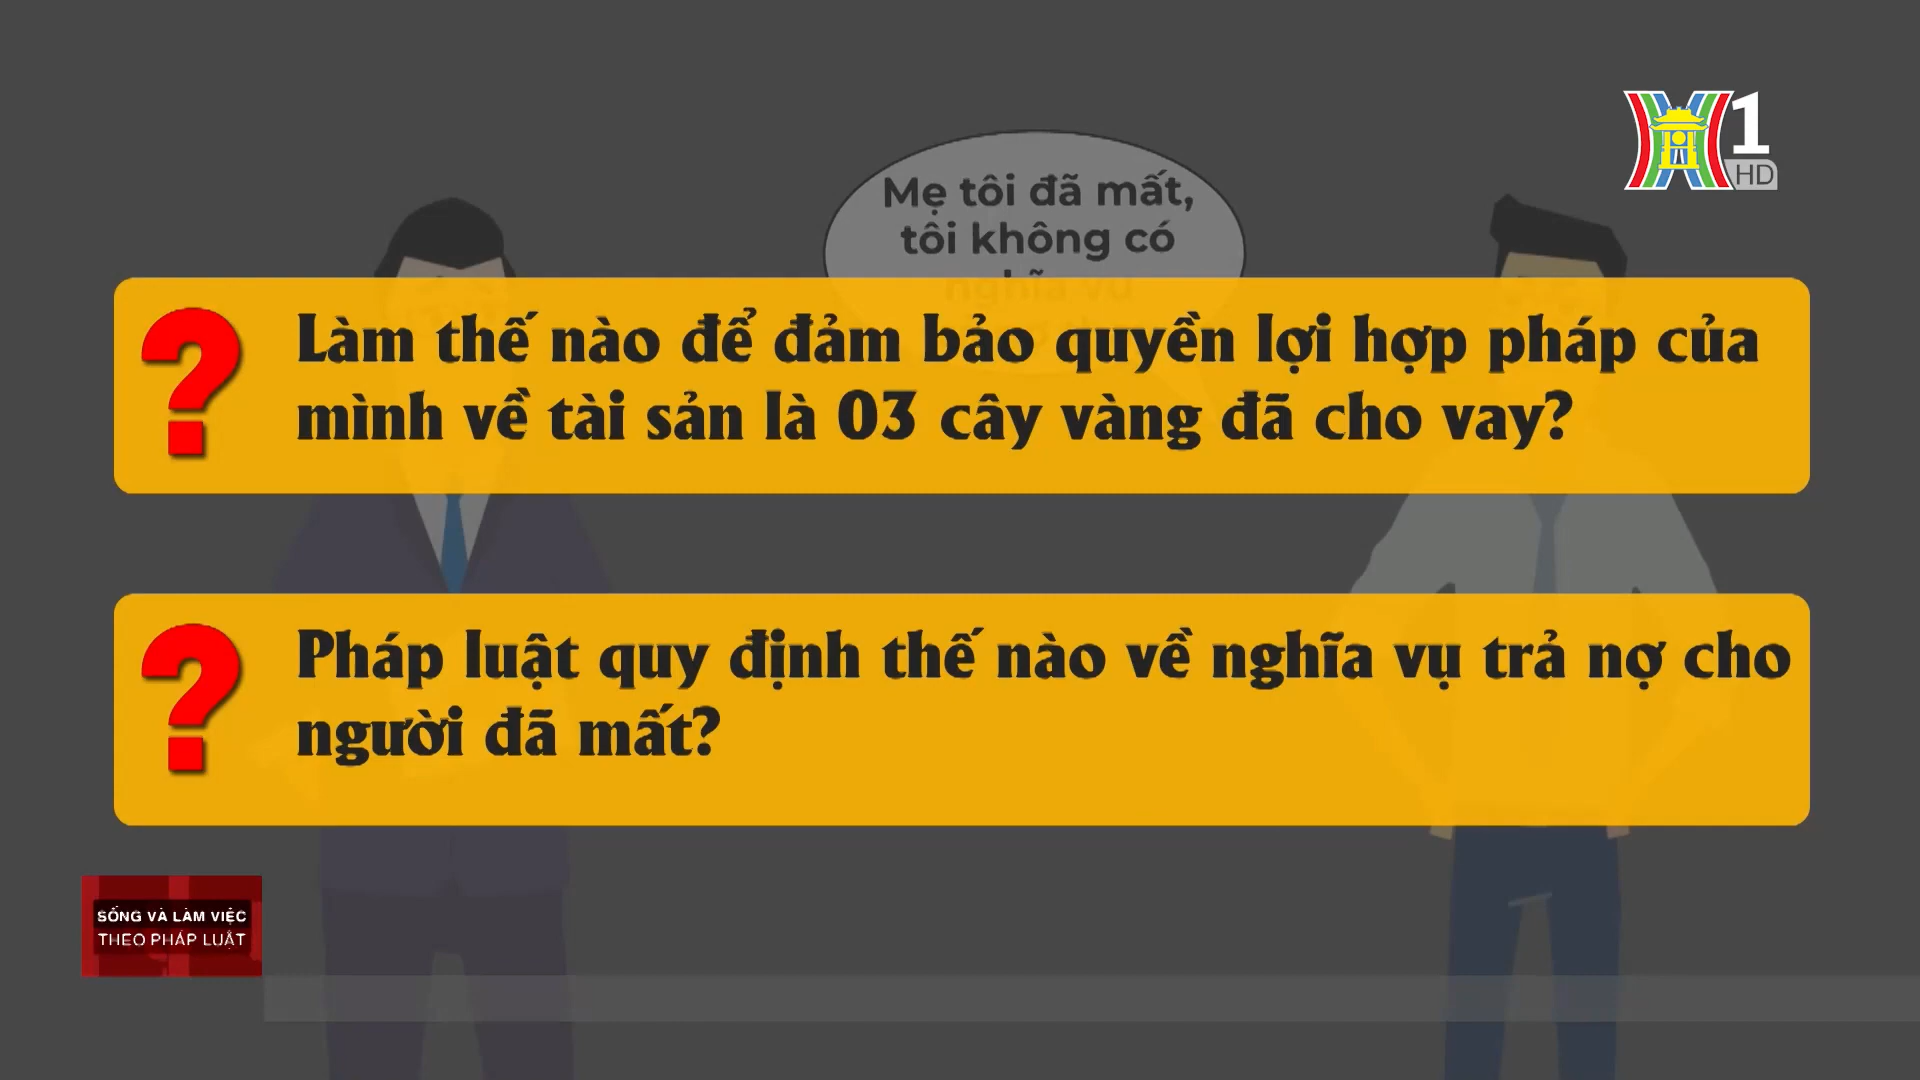 1
HD
Mẹ tôi đã mất,
tôi không có
nghĩa vụ
? Làm thế nào để đảm bảo quyền lợi hợp pháp của
mình về tài sản là 03 cây vàng đã cho vay?
? Pháp luật quy định thế nào về nghĩa vụ trả nợ cho
người đã mất?
SỐNG VÀ LÀM VIỆC
THEO PHÁP LUẬT